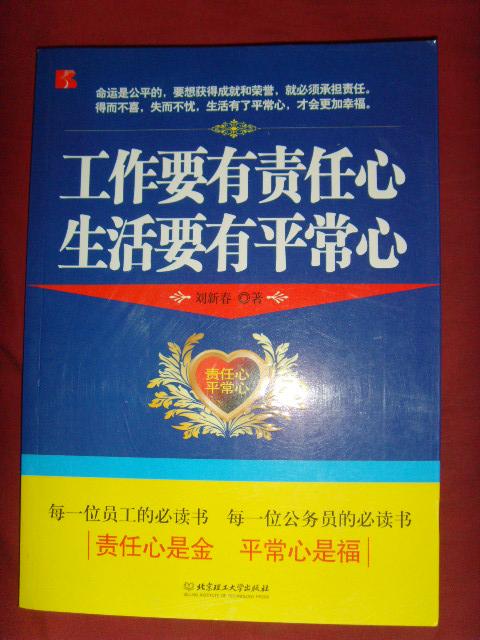 命运是公平的，要想获得成就和荣誉，就必须承担责任。
得而不喜，失而不忧，生活有了平常心，才会更加幸福。
工作要有责任心
生活要有平常心
刘新春 ◎著
责任心
平常心
每一位员工的必读书 每一位公务员的必读书
责任心是金 平常心是福
北京理工大学出版社
BEIJING INSTITUTE OF TECHNOLOGY PRESS